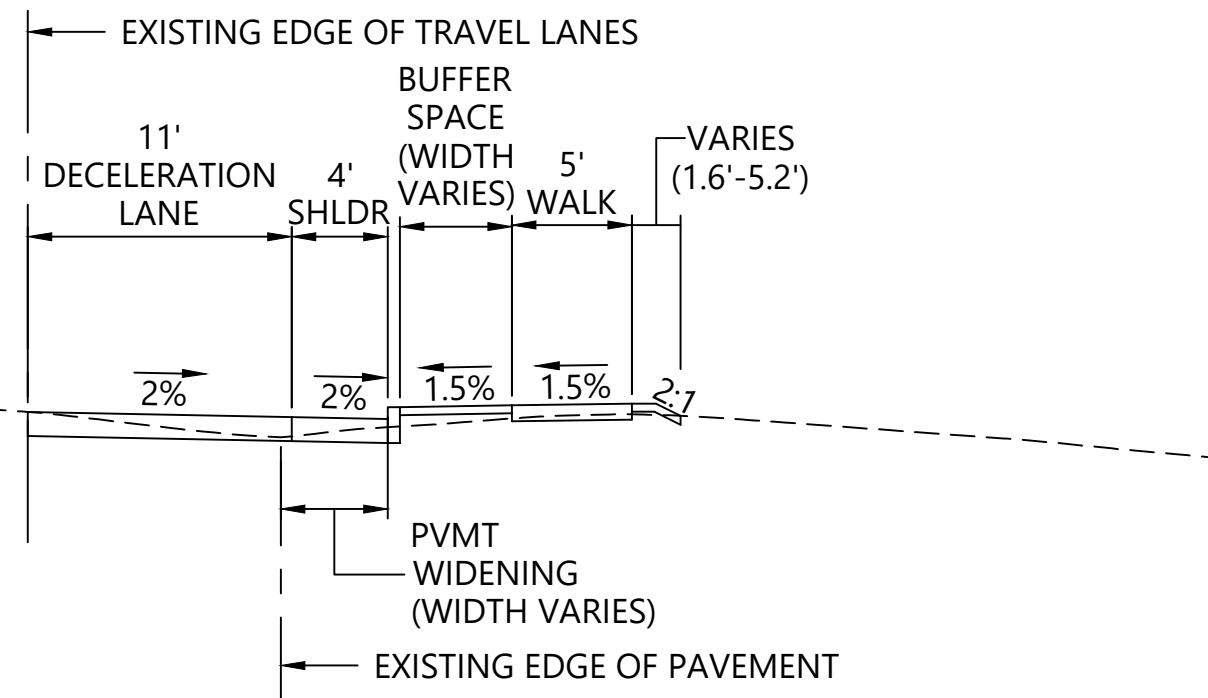 EXISTING EDGE OF TRAVEL LANES
11'
DECELERATION
LANE
4'
SHLDR
BUFFER
SPACE
(WIDTH
VARIES)
5'
WALK
VARIES
(1.6'-5.2')
2%
2%
1.5%
1.5%
2:1
PVMT
WIDENING
(WIDTH VARIES)
EXISTING EDGE OF PAVEMENT